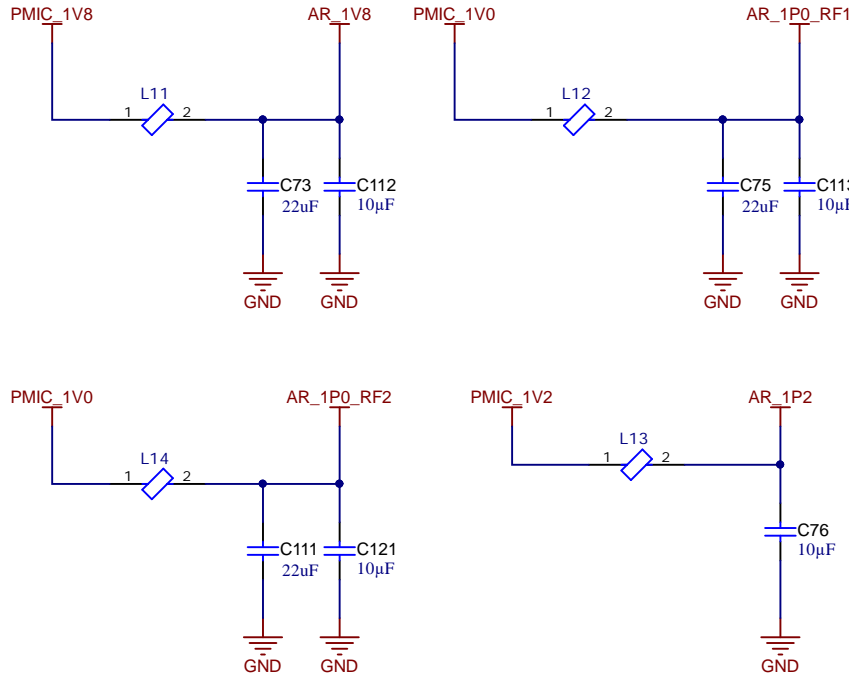 PMIC_1V8
AR_1V8
PMIC_1V0
AR_1P0_RF1
L11
1
2
L12
1
2
C73
22uF
C112
10µF
C75
22uF
C113
10µF
GND
GND
GND
GND
PMIC_1V0
AR_1P0_RF2
PMIC_1V2
AR_1P2
L14
1
2
L13
1
2
C111
22uF
C121
10µF
C76
10µF
GND
GND
GND